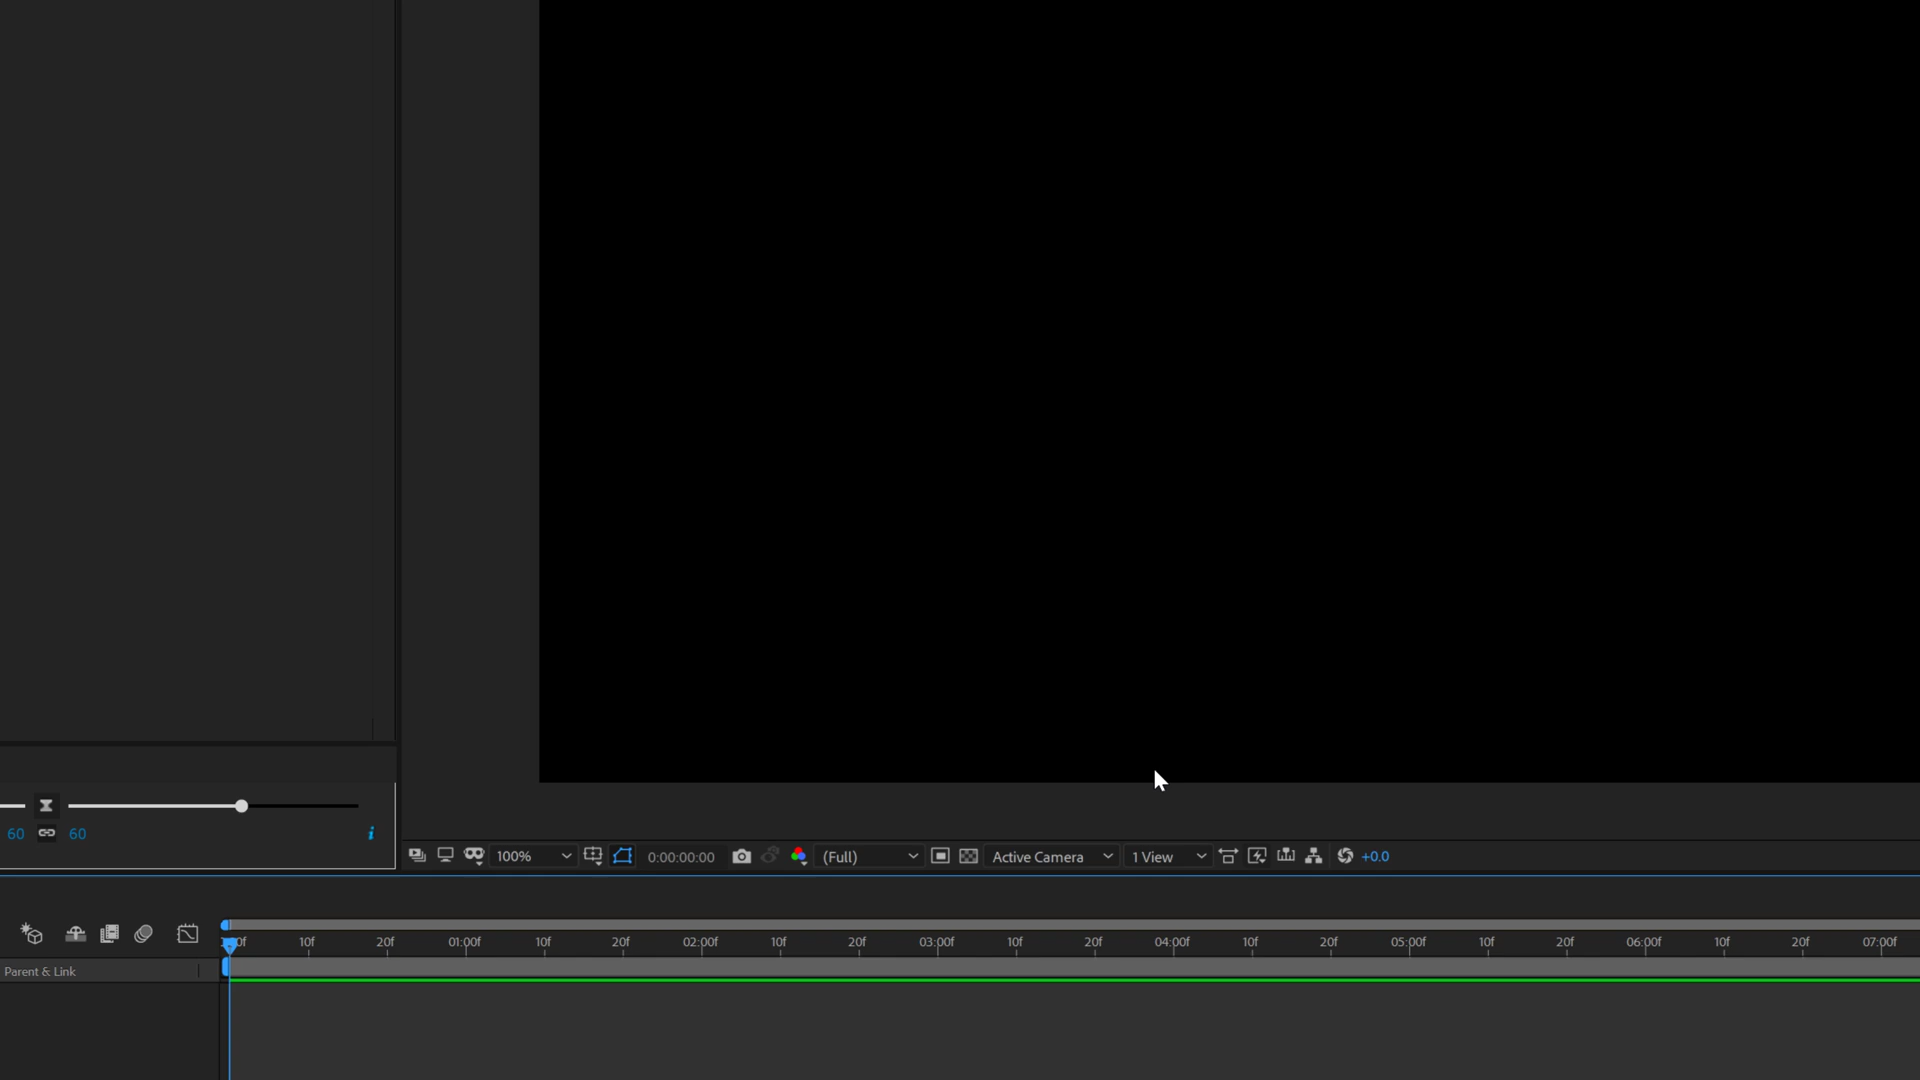 60 60 i
100% 0:00:00:00 (Full) Active Camera 1 View +0.0
10f 20f 01:00f 10f 20f 02:00f 10f 20f 03:00f 10f 20f 04:00f 10f 20f 05:00f 10f 20f 06:00f 10f 20f 07:00f
Parent & Link